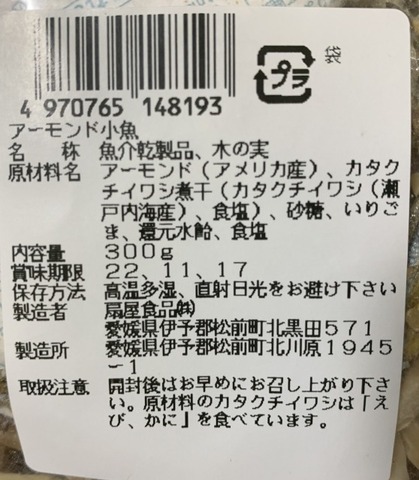 4 970765 148193
プラ
袋
アーモンド小魚
名 称 魚介乾製品、木の実
原材料名 アーモンド（アメリカ産）、カタク
チイワシ煮干（カタクチイワシ（瀬
戸内海産）、食塩）、砂糖、いりご
ま、還元水飴、食塩
内容量 300g
賞味期限 22.11.17
保存方法 高温多湿、直射日光をお避け下さい
製造者 扇屋食品㈱
愛媛県伊予郡松前町北黒田571
製造所 愛媛県伊予郡松前町北川原1945
-1
取扱注意 開封後はお早めにお召し上がり下さ
い。原材料のカタクチイワシは「え
び、かに」を食べています。